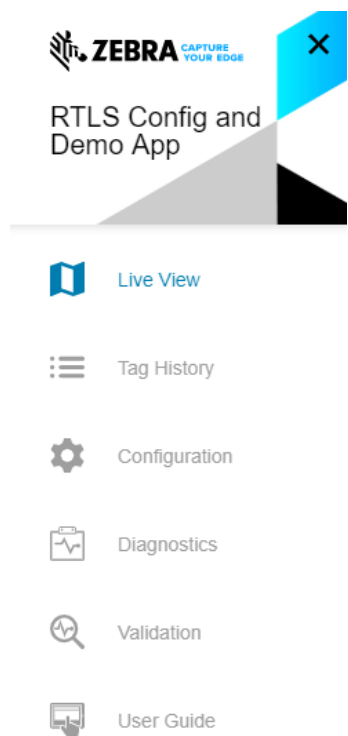 ZEBRA CAPTURE
YOUR EDGE
RTLS Config and
Demo App
Live View
Tag History
Configuration
Diagnostics
Validation
User Guide